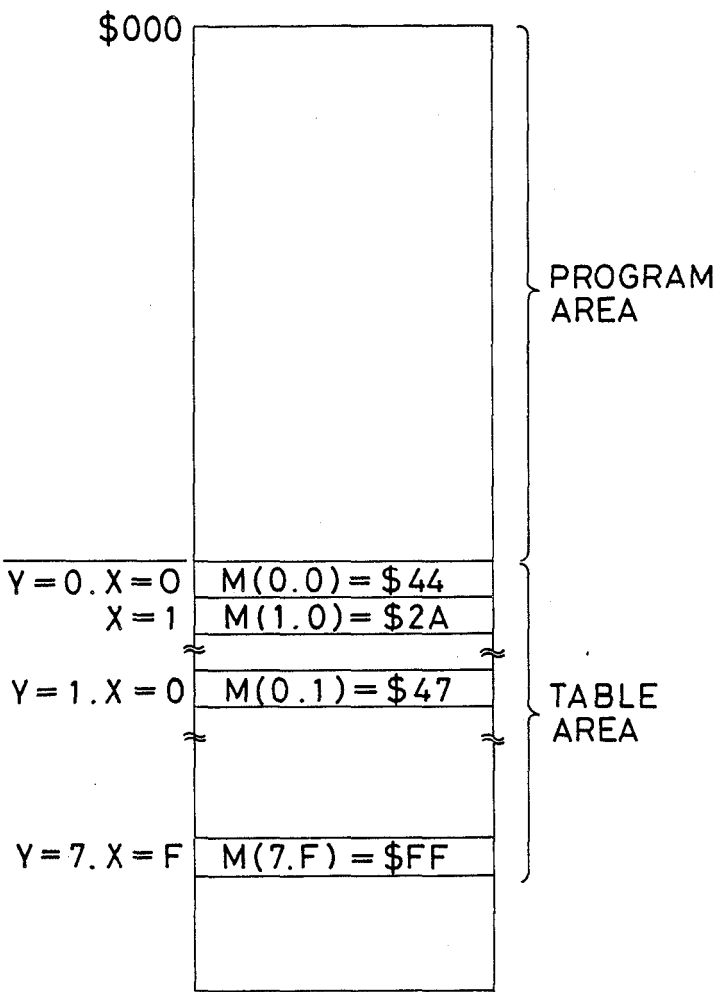 $000
PROGRAM
AREA
Y=0.X=0 M(0.0)=$44
X=1 M(1.0)=$2A
Y=1.X=0 M(0.1)=$47
TABLE
AREA
Y=7.X=F M(7.F)=$FF